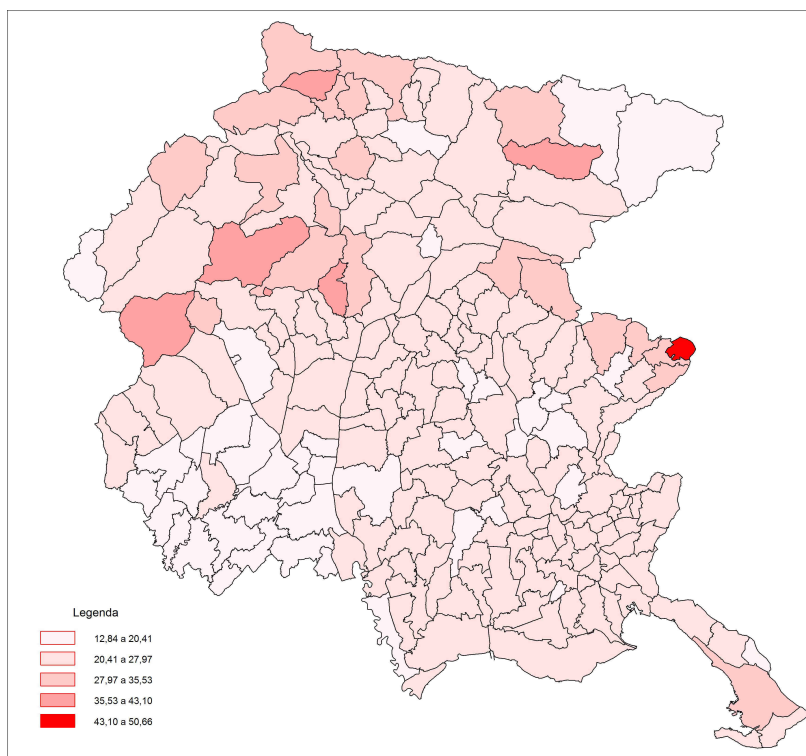 Legenda
12,84 a 20,41
20,41 a 27,97
27,97 a 35,53
35,53 a 43,10
43,10 a 50,66